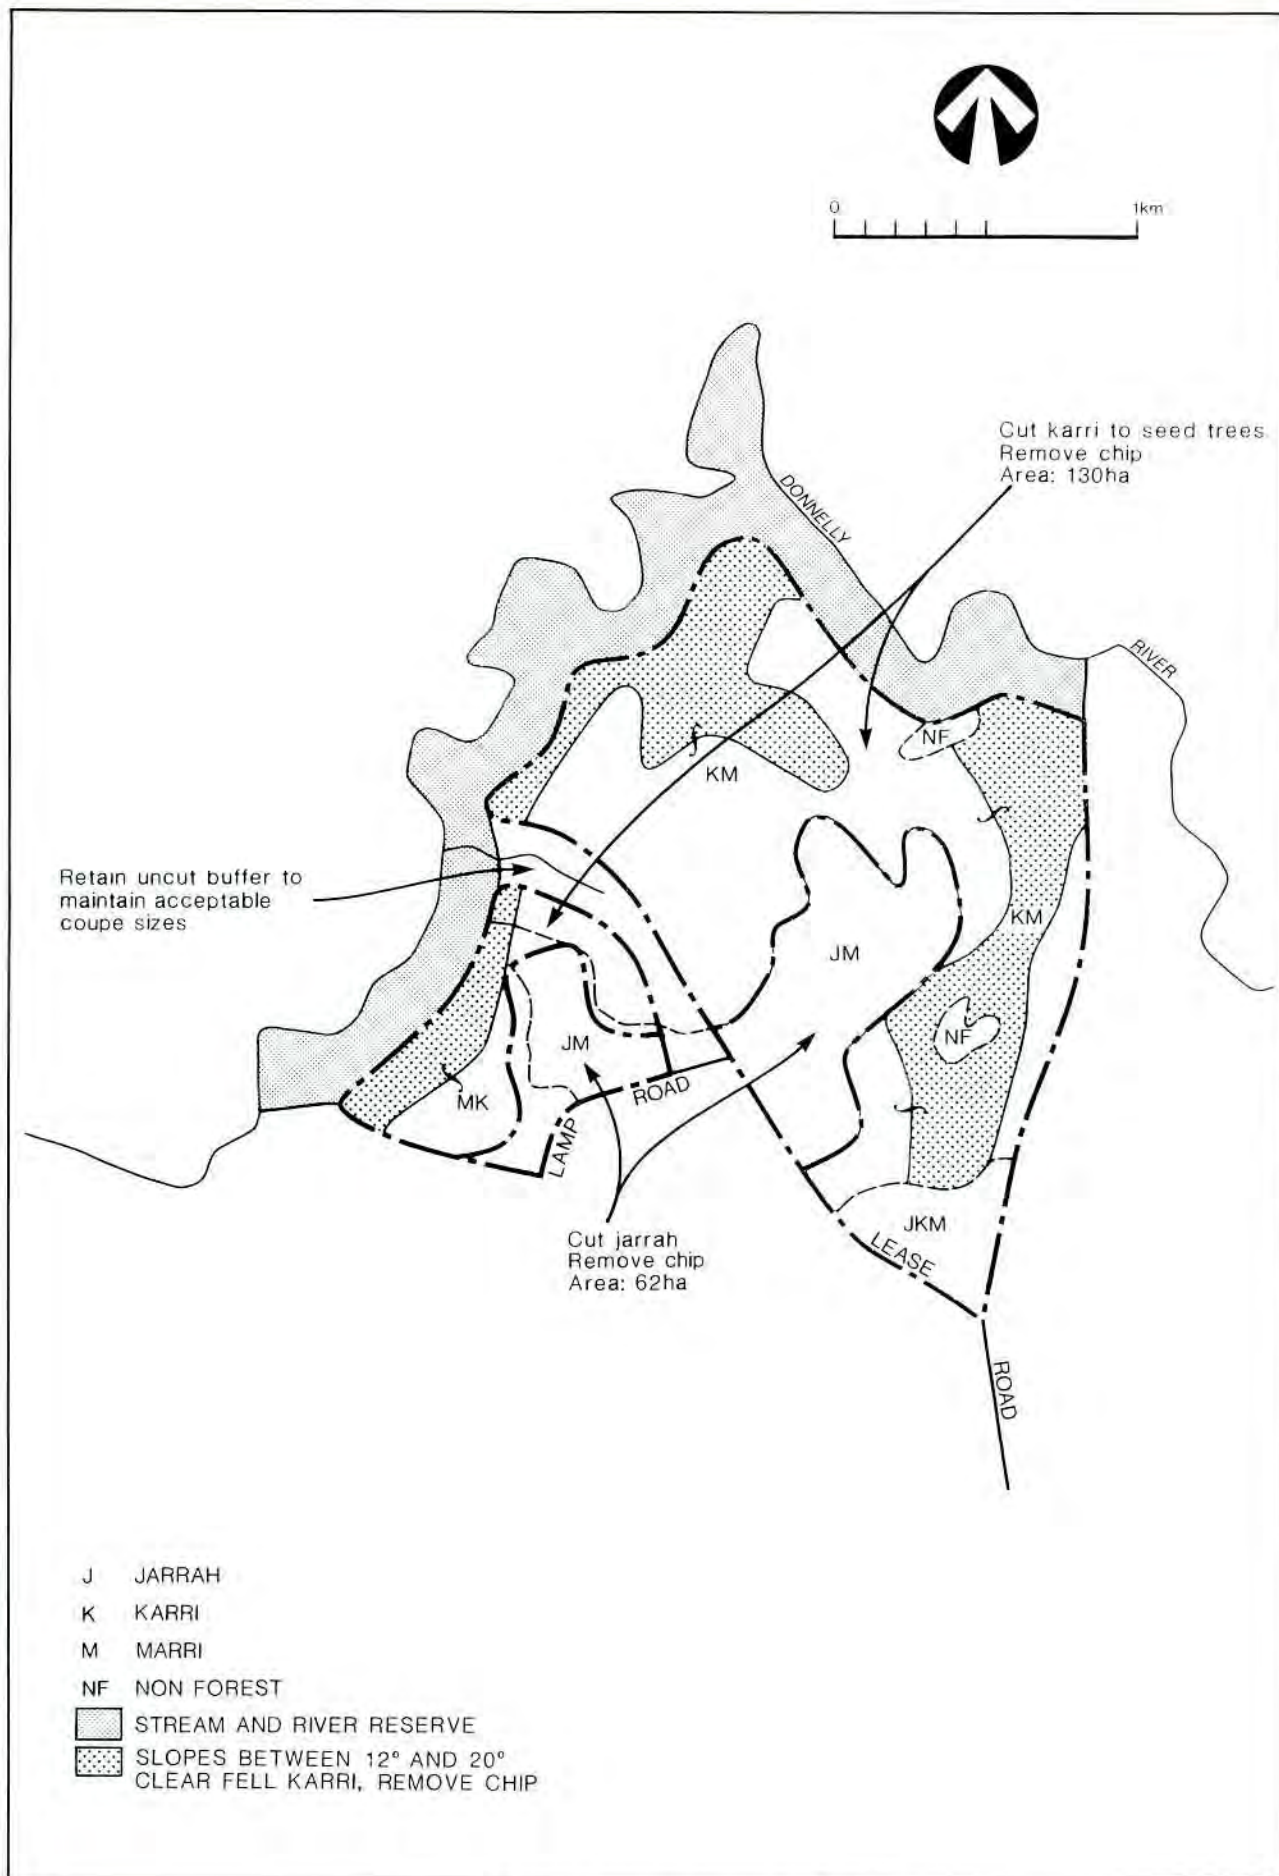 0 1km
Cut karri to seed trees
Remove chip
Area: 130ha
DONNELLY
RIVER
NF
KM
Retain uncut buffer to
maintain acceptable
coupe sizes
KM
JM
JM
NF
MK
ROAD
LAMP
JKM
LEASE
Cut jarrah
Remove chip
Area: 62ha
ROAD
J JARRAH
K KARRI
M MARRI
NF NON FOREST
STREAM AND RIVER RESERVE
SLOPES BETWEEN 12° AND 20°
CLEAR FELL KARRI, REMOVE CHIP